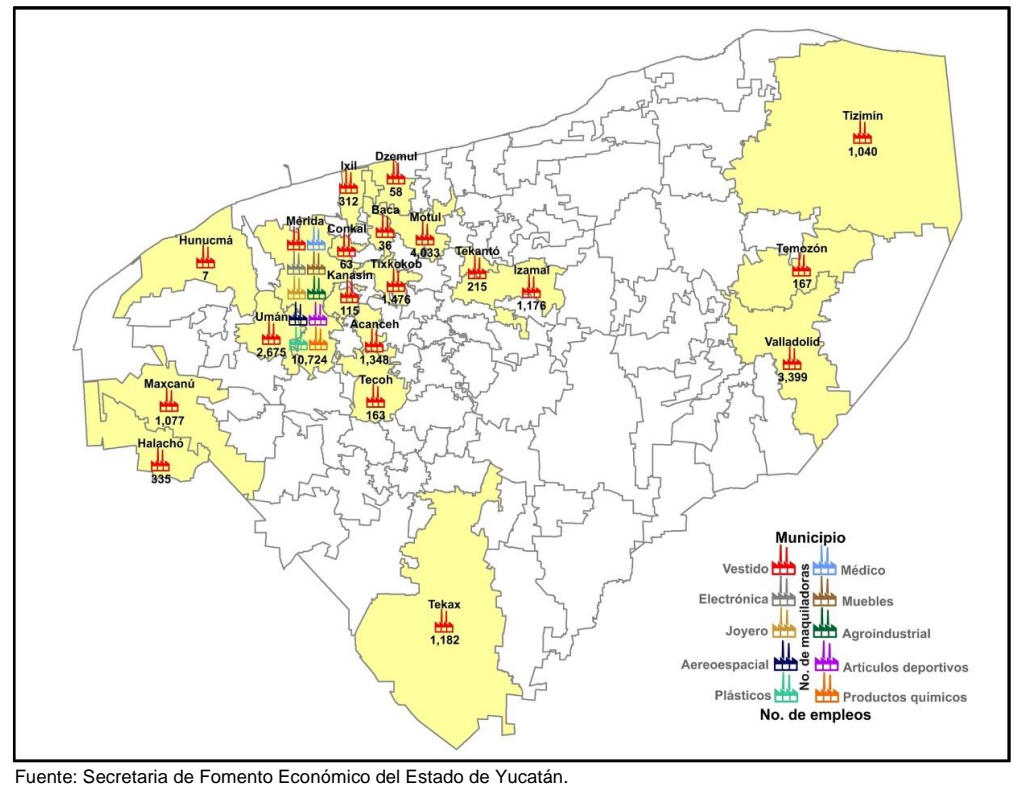 Tizimín
1,040
Dzemul
58
Ixil
312
Baca
36
Motul
4,033
Mérida
Conkal
63
Hunucmá
7
Tixkokob
1,476
Tekantó
215
Izamal
1,176
Temozón
167
Kanasín
115
Umán
2,675
10,724
Acanceh
1,348
Valladolid
3,399
Maxcanú
1,077
Tecoh
163
Halachó
335
Tekax
1,182
Municipio
Vestido
Médico
Electrónica
Muebles
Joyero
Agroindustrial
Aereoespacial
Artículos deportivos
Plásticos
Productos químicos
No. de maquiladoras
No. de empleos
Fuente: Secretaria de Fomento Económico del Estado de Yucatán.